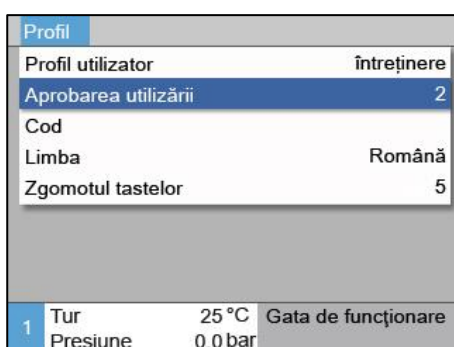 Profil
Profil utilizator întreținere
Aprobarea utilizării 2
Cod
Limba Română
Zgomotul tastelor 5
1 Tur 25 °C Gata de funcționare
Presiune 0.0 bar